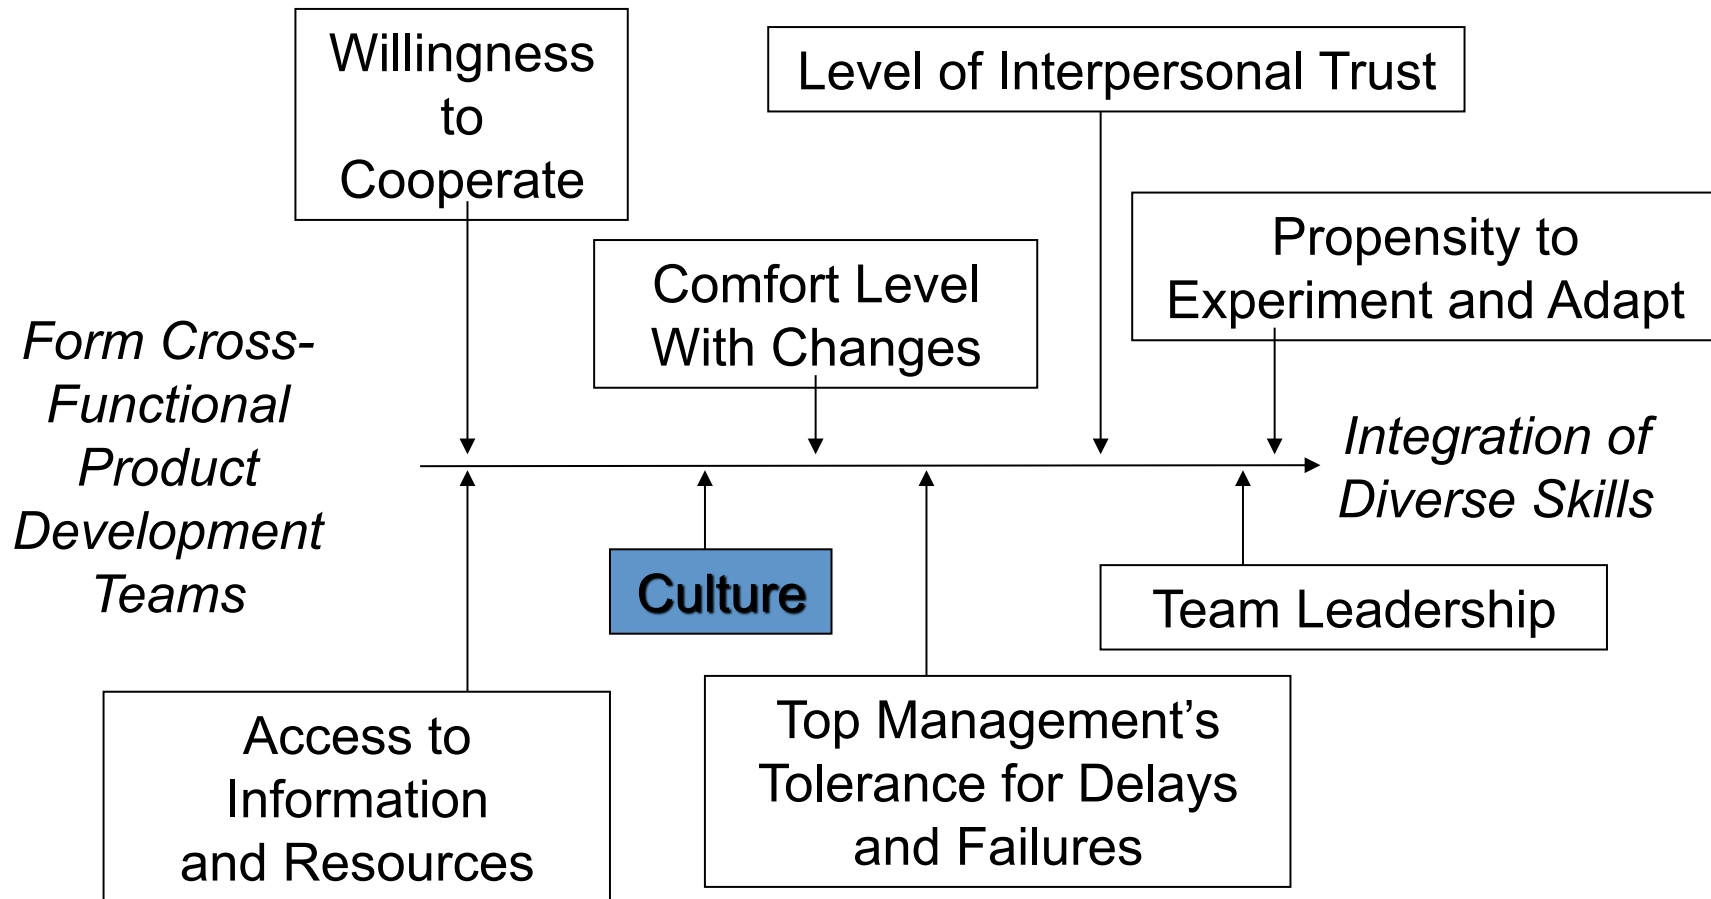 Willingness
to
Cooperate
Level of Interpersonal Trust
Comfort Level
With Changes
Propensity to
Experiment and Adapt
Form Cross-
Functional
Product
Development
Teams
Integration of
Diverse Skills
Culture
Team Leadership
Access to
Information
and Resources
Top Management’s
Tolerance for Delays
and Failures